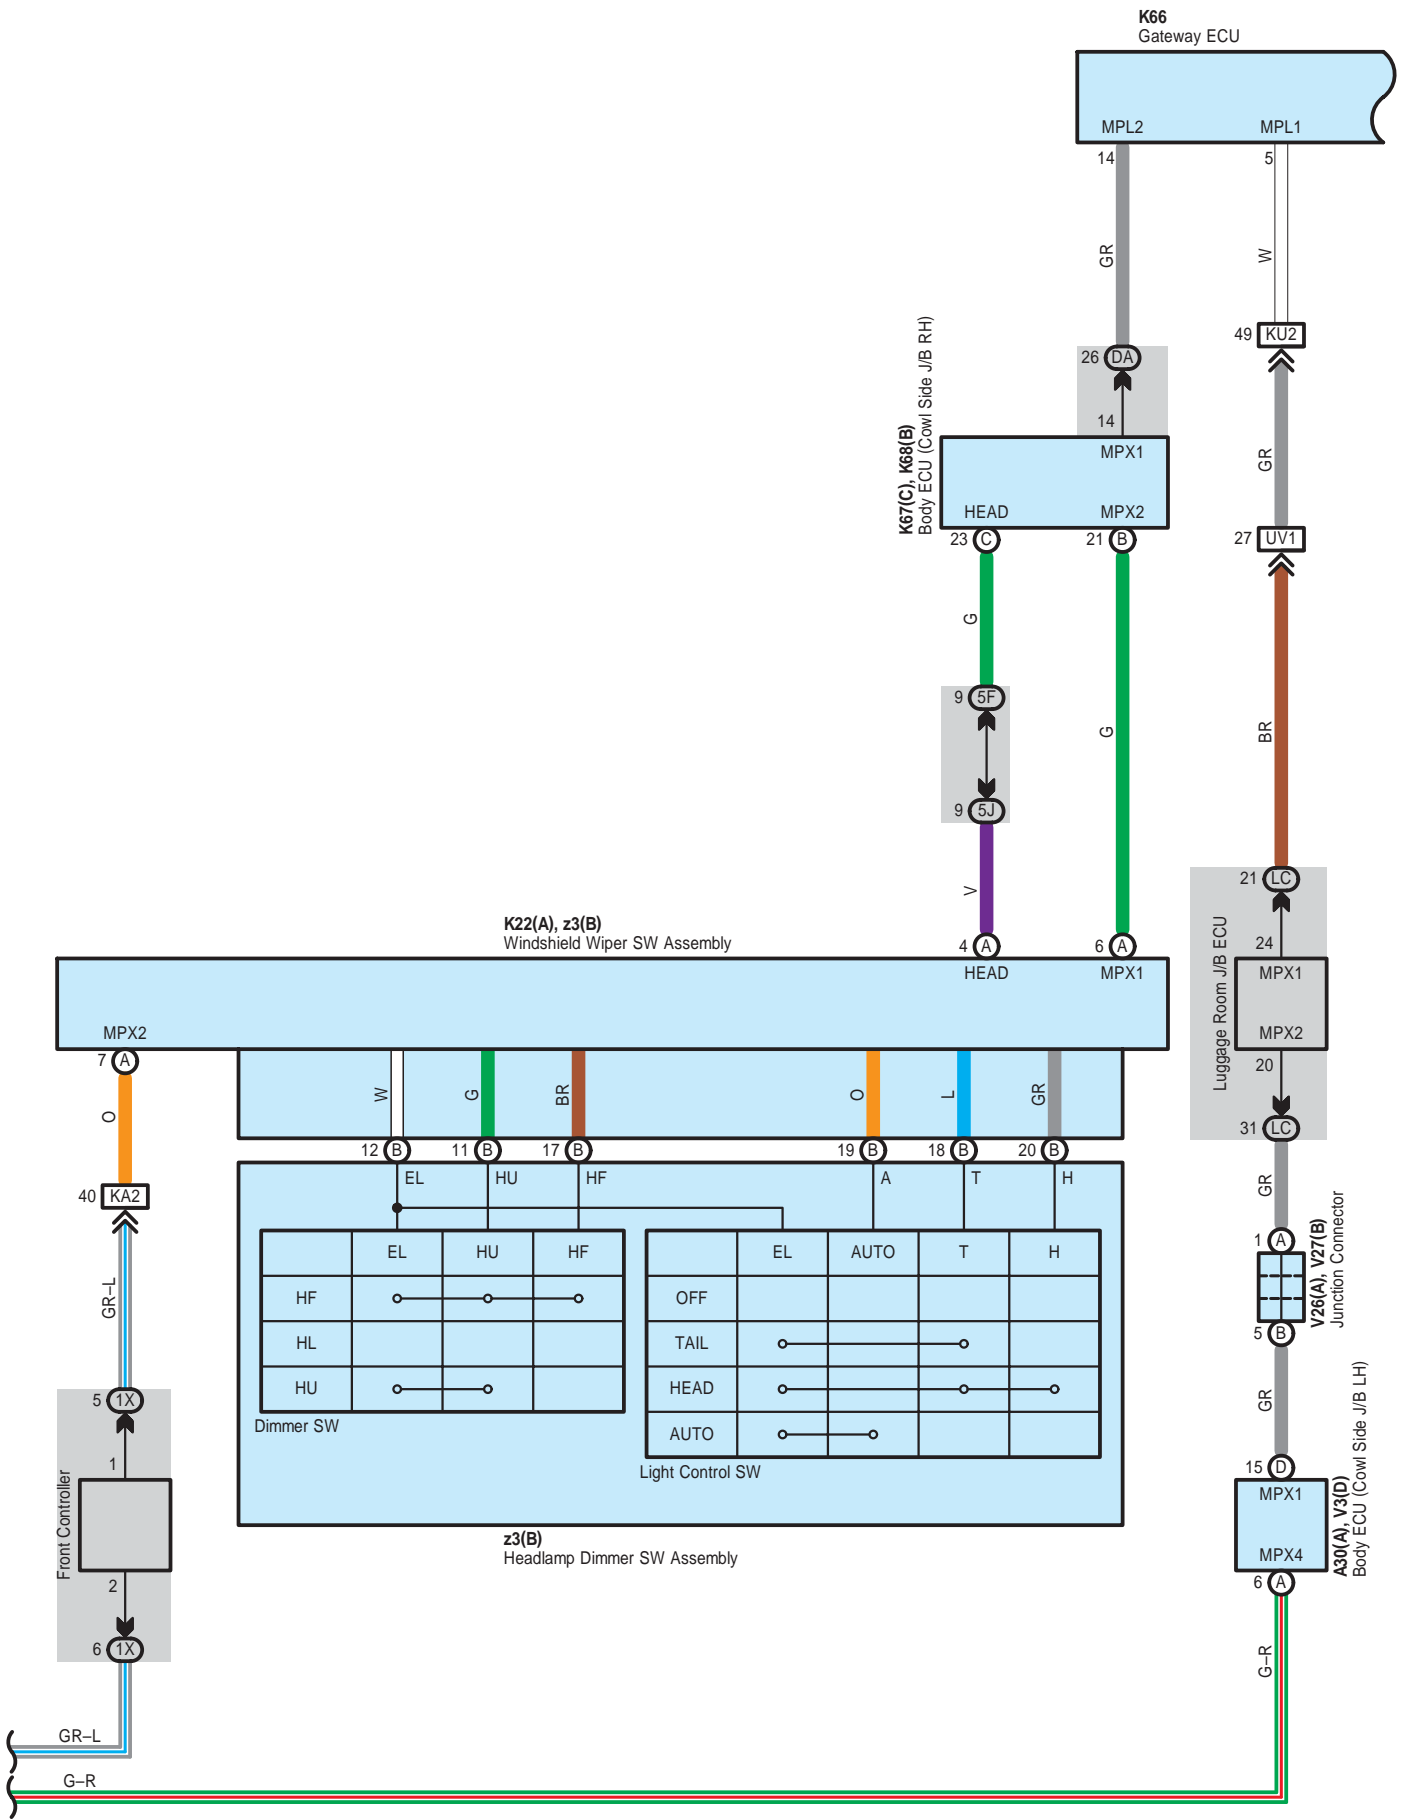 K66
Gateway ECU
MPL2
MPL1
14
5
GR
W
49 KU2
26 DA
14
K67(C), K68(B)
Body ECU (Cowl Side J/B RH)
MPX1
HEAD
MPX2
23 C
21 B
GR
27 UV1
G
G
BR
9 5F
9 5J
V
21 LC
24
Luggage Room J/B ECU
MPX1
MPX2
20
31 LC
K22(A), z3(B)
Windshield Wiper SW Assembly
4 A
6 A
HEAD
MPX1
MPX2
7 A
O
W
G
BR
O
L
GR
12 B
11 B
17 B
19 B
18 B
20 B
EL
HU
HF
A
T
H
40 KA2
GR–L
GR
1 A
V26(A), V27(B)
Junction Connector
5 B
GR
EL HU HF
HF
HL
HU
Dimmer SW
EL AUTO T H
OFF
TAIL
HEAD
AUTO
Light Control SW
z3(B)
Headlamp Dimmer SW Assembly
5 1X
1
Front Controller
2
6 1X
15 D
MPX1
MPX4
A30(A), V3(D)
Body ECU (Cowl Side J/B LH)
6 A
G–R
GR–L
G–R